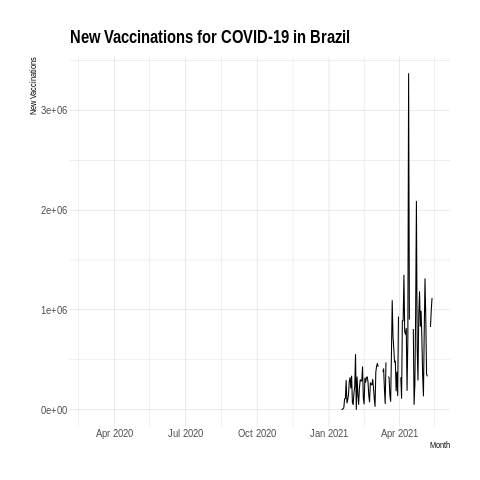 New Vaccinations for COVID-19 in Brazil
New Vaccinations
3e+06
2e+06
1e+06
0e+00
Apr 2020 Jul 2020 Oct 2020 Jan 2021 Apr 2021
Month